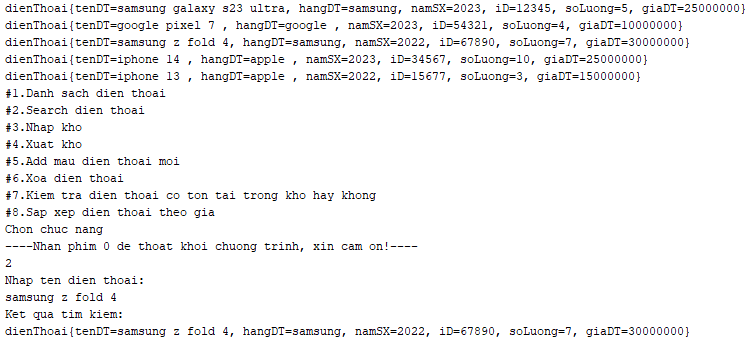 dienThoai{tenDT=samsung galaxy s23 ultra, hangDT=samsung, namSX=2023, iD=12345, soLuong=5, giaDT=25000000}
dienThoai{tenDT=google pixel 7 , hangDT=google , namSX=2023, iD=54321, soLuong=4, giaDT=10000000}
dienThoai{tenDT=samsung z fold 4, hangDT=samsung, namSX=2022, iD=67890, soLuong=7, giaDT=30000000}
dienThoai{tenDT=iphone 14 , hangDT=apple , namSX=2023, iD=34567, soLuong=10, giaDT=25000000}
dienThoai{tenDT=iphone 13 , hangDT=apple , namSX=2022, iD=15677, soLuong=3, giaDT=15000000}
#1.Danh sach dien thoai
#2.Search dien thoai
#3.Nhap kho
#4.Xuat kho
#5.Add mau dien thoai moi
#6.Xoa dien thoai
#7.Kiem tra dien thoai co ton tai trong kho hay khong
#8.Sap xep dien thoai theo gia
Chon chuc nang
----Nhan phim 0 de thoat khoi chuong trinh, xin cam on!----
2
Nhap ten dien thoai:
samsung z fold 4
Ket qua tim kiem:
dienThoai{tenDT=samsung z fold 4, hangDT=samsung, namSX=2022, iD=67890, soLuong=7, giaDT=30000000}